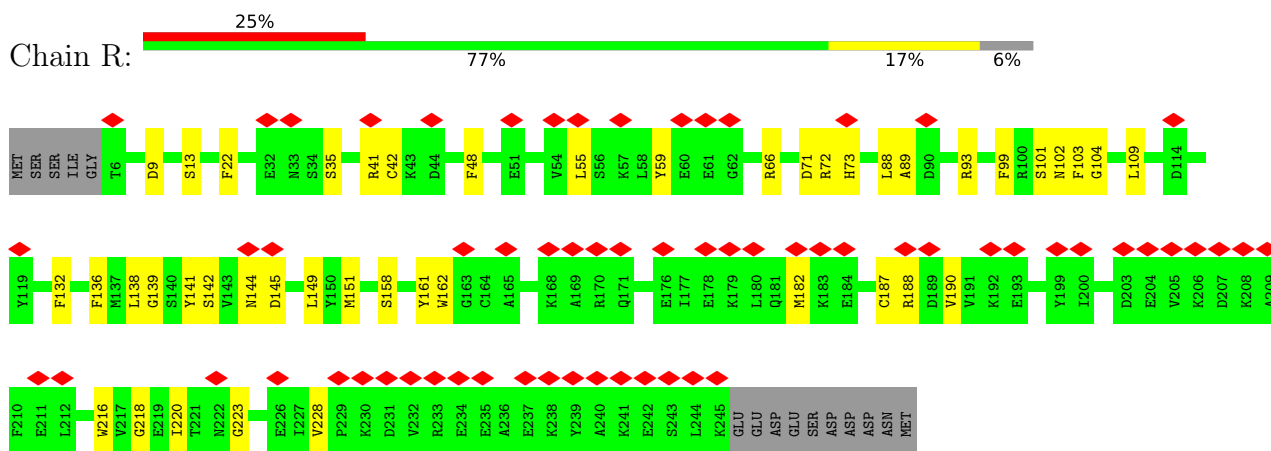 25%
Chain R:
77% 17% 6%
MET SER SER ILE GLY T6 D9 S13 F22 E32 N33 S34 S35 R41 C42 K43 D44 F48 E51 V54 L55 S56 K57 L58 Y59 E60 E61 G62 R66 D71 R72 H73 L88 A89 D90 R93 F99 R100 S101 N102 F103 G104 L109 D114
Y119 F132 F136 M137 L138 G139 S140 Y141 S142 V143 N144 D145 L149 Y150 M151 S158 Y161 W162 G163 C164 A165 K168 A169 R170 Q171 E176 I177 E178 K179 L180 Q181 M182 K183 E184 C187 R188 D189 V190 V191 K192 E193 Y199 I200 D203 E204 V205 K206 D207 K208 A209
F210 E211 L212 W216 V217 G218 E219 I220 T221 N222 G223 E226 I227 V228 P229 K230 D231 V232 R233 E234 E235 A236 E237 K238 Y239 A240 K241 E242 S243 L244 K245 GLU GLU ASP GLU SER ASP ASP ASP ASN MET